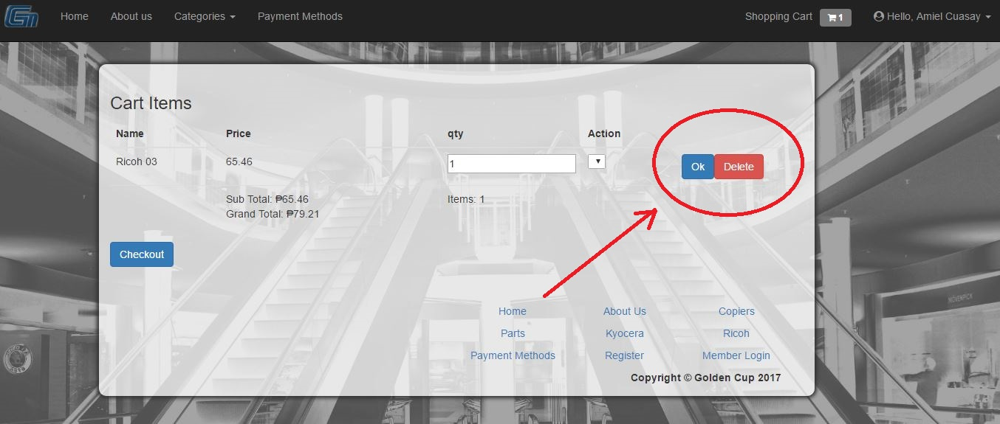 Home About us Categories Payment Methods Shopping Cart 1 Hello, Amiel Cuasay
Cart Items
Name Price qty Action
Ricoh 03 65.46 1 Ok Delete
Sub Total: ₱65.46 Items: 1
Grand Total: ₱79.21
Checkout
MÖVENPICK
Home About Us Copiers
Parts Kyocera Ricoh
Payment Methods Register Member Login
Copyright © Golden Cup 2017